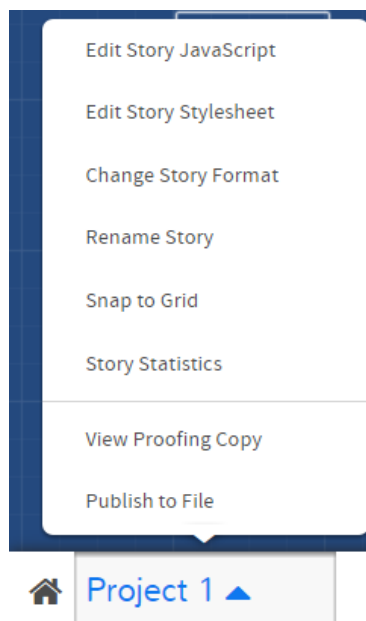 Edit Story JavaScript
Edit Story Stylesheet
Change Story Format
Rename Story
Snap to Grid
Story Statistics
View Proofing Copy
Publish to File
Project 1